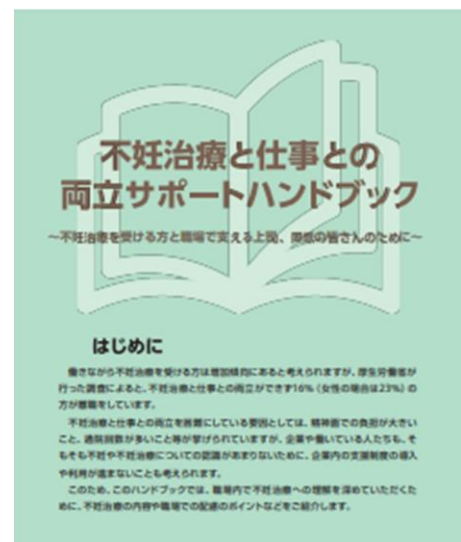 不妊治療と仕事との
両立サポートハンドブック
〜不妊治療を受ける方と職場で支える上司、同僚の皆さんのために〜
はじめに
働きながら不妊治療を受ける方は増加傾向にあると考えられますが、厚生労働省が
行った調査によると、不妊治療と仕事との両立ができず16%（女性の場合は23%）の
方が離職をしています。
不妊治療と仕事との両立を困難にしている要因としては、精神面での負担が大きい
こと、通院回数が多いこと等が挙げられていますが、企業や働いている人たちも、そ
もそも不妊や不妊治療についての認識があまりないために、企業内の支援制度の導入
や利用が進まないことも考えられます。
このため、このハンドブックでは、職場内で不妊治療への理解を深めていただくた
めに、不妊治療の内容や職場での配慮のポイントなどをご紹介します。